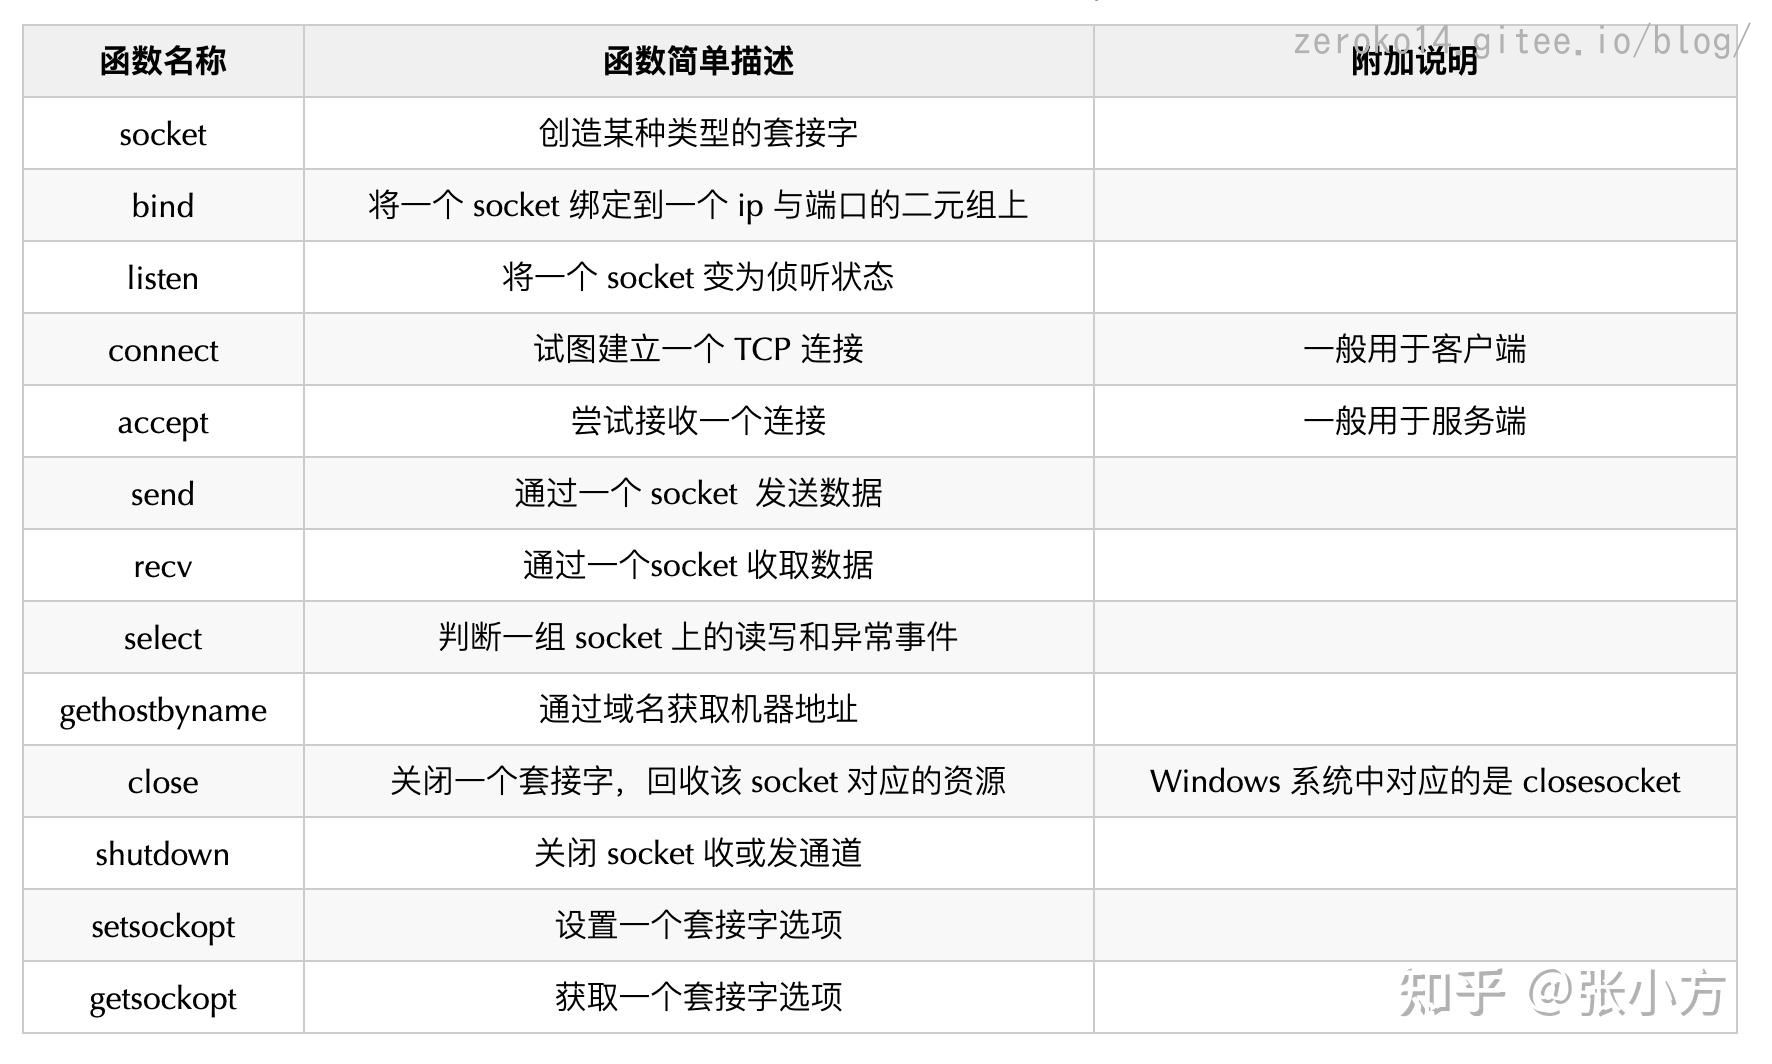 zeroko14.gitee.io/blog/
函数名称 函数简单描述 附加说明
socket 创造某种类型的套接字
bind 将一个 socket 绑定到一个 ip 与端口的二元组上
listen 将一个 socket 变为侦听状态
connect 试图建立一个 TCP 连接 一般用于客户端
accept 尝试接收一个连接 一般用于服务端
send 通过一个 socket 发送数据
recv 通过一个socket 收取数据
select 判断一组 socket 上的读写和异常事件
gethostbyname 通过域名获取机器地址
close 关闭一个套接字，回收该 socket 对应的资源 Windows 系统中对应的是 closesocket
shutdown 关闭 socket 收或发通道
setsockopt 设置一个套接字选项
getsockopt 获取一个套接字选项
知乎 @张小方